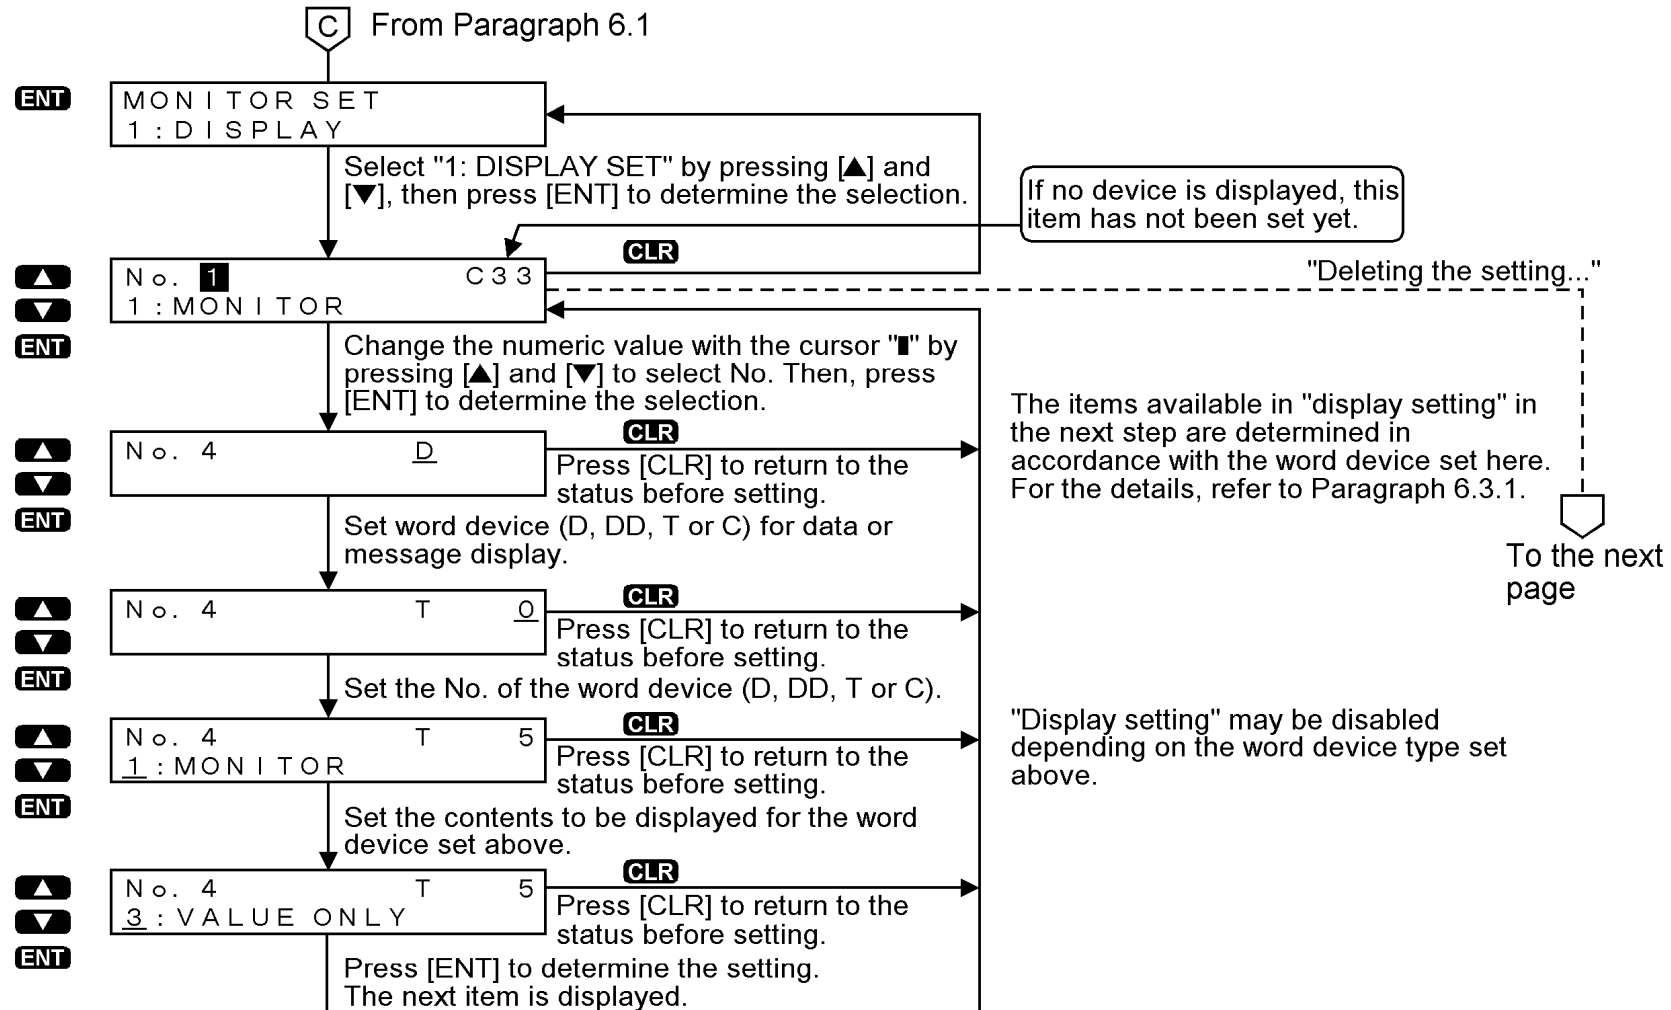 C From Paragraph 6.1
ENT
MONITOR SET
1:DISPLAY
Select "1: DISPLAY SET" by pressing [▲] and
[▼], then press [ENT] to determine the selection.
If no device is displayed, this
item has not been set yet.
CLR
No. 1 C33
1:MONITOR
"Deleting the setting..."
▲
▼
ENT
Change the numeric value with the cursor "▮" by
pressing [▲] and [▼] to select No. Then, press
[ENT] to determine the selection.
The items available in "display setting" in
the next step are determined in
accordance with the word device set here.
For the details, refer to Paragraph 6.3.1.
CLR
No. 4 D
Press [CLR] to return to the
status before setting.
▲
▼
ENT
Set word device (D, DD, T or C) for data or
message display.
To the next
page
CLR
No. 4 T 0
Press [CLR] to return to the
status before setting.
▲
▼
ENT
Set the No. of the word device (D, DD, T or C).
CLR
No. 4 T 5
1:MONITOR
Press [CLR] to return to the
status before setting.
"Display setting" may be disabled
depending on the word device type set
above.
▲
▼
ENT
Set the contents to be displayed for the word
device set above.
CLR
No. 4 T 5
3:VALUE ONLY
Press [CLR] to return to the
status before setting.
▲
▼
ENT
Press [ENT] to determine the setting.
The next item is displayed.